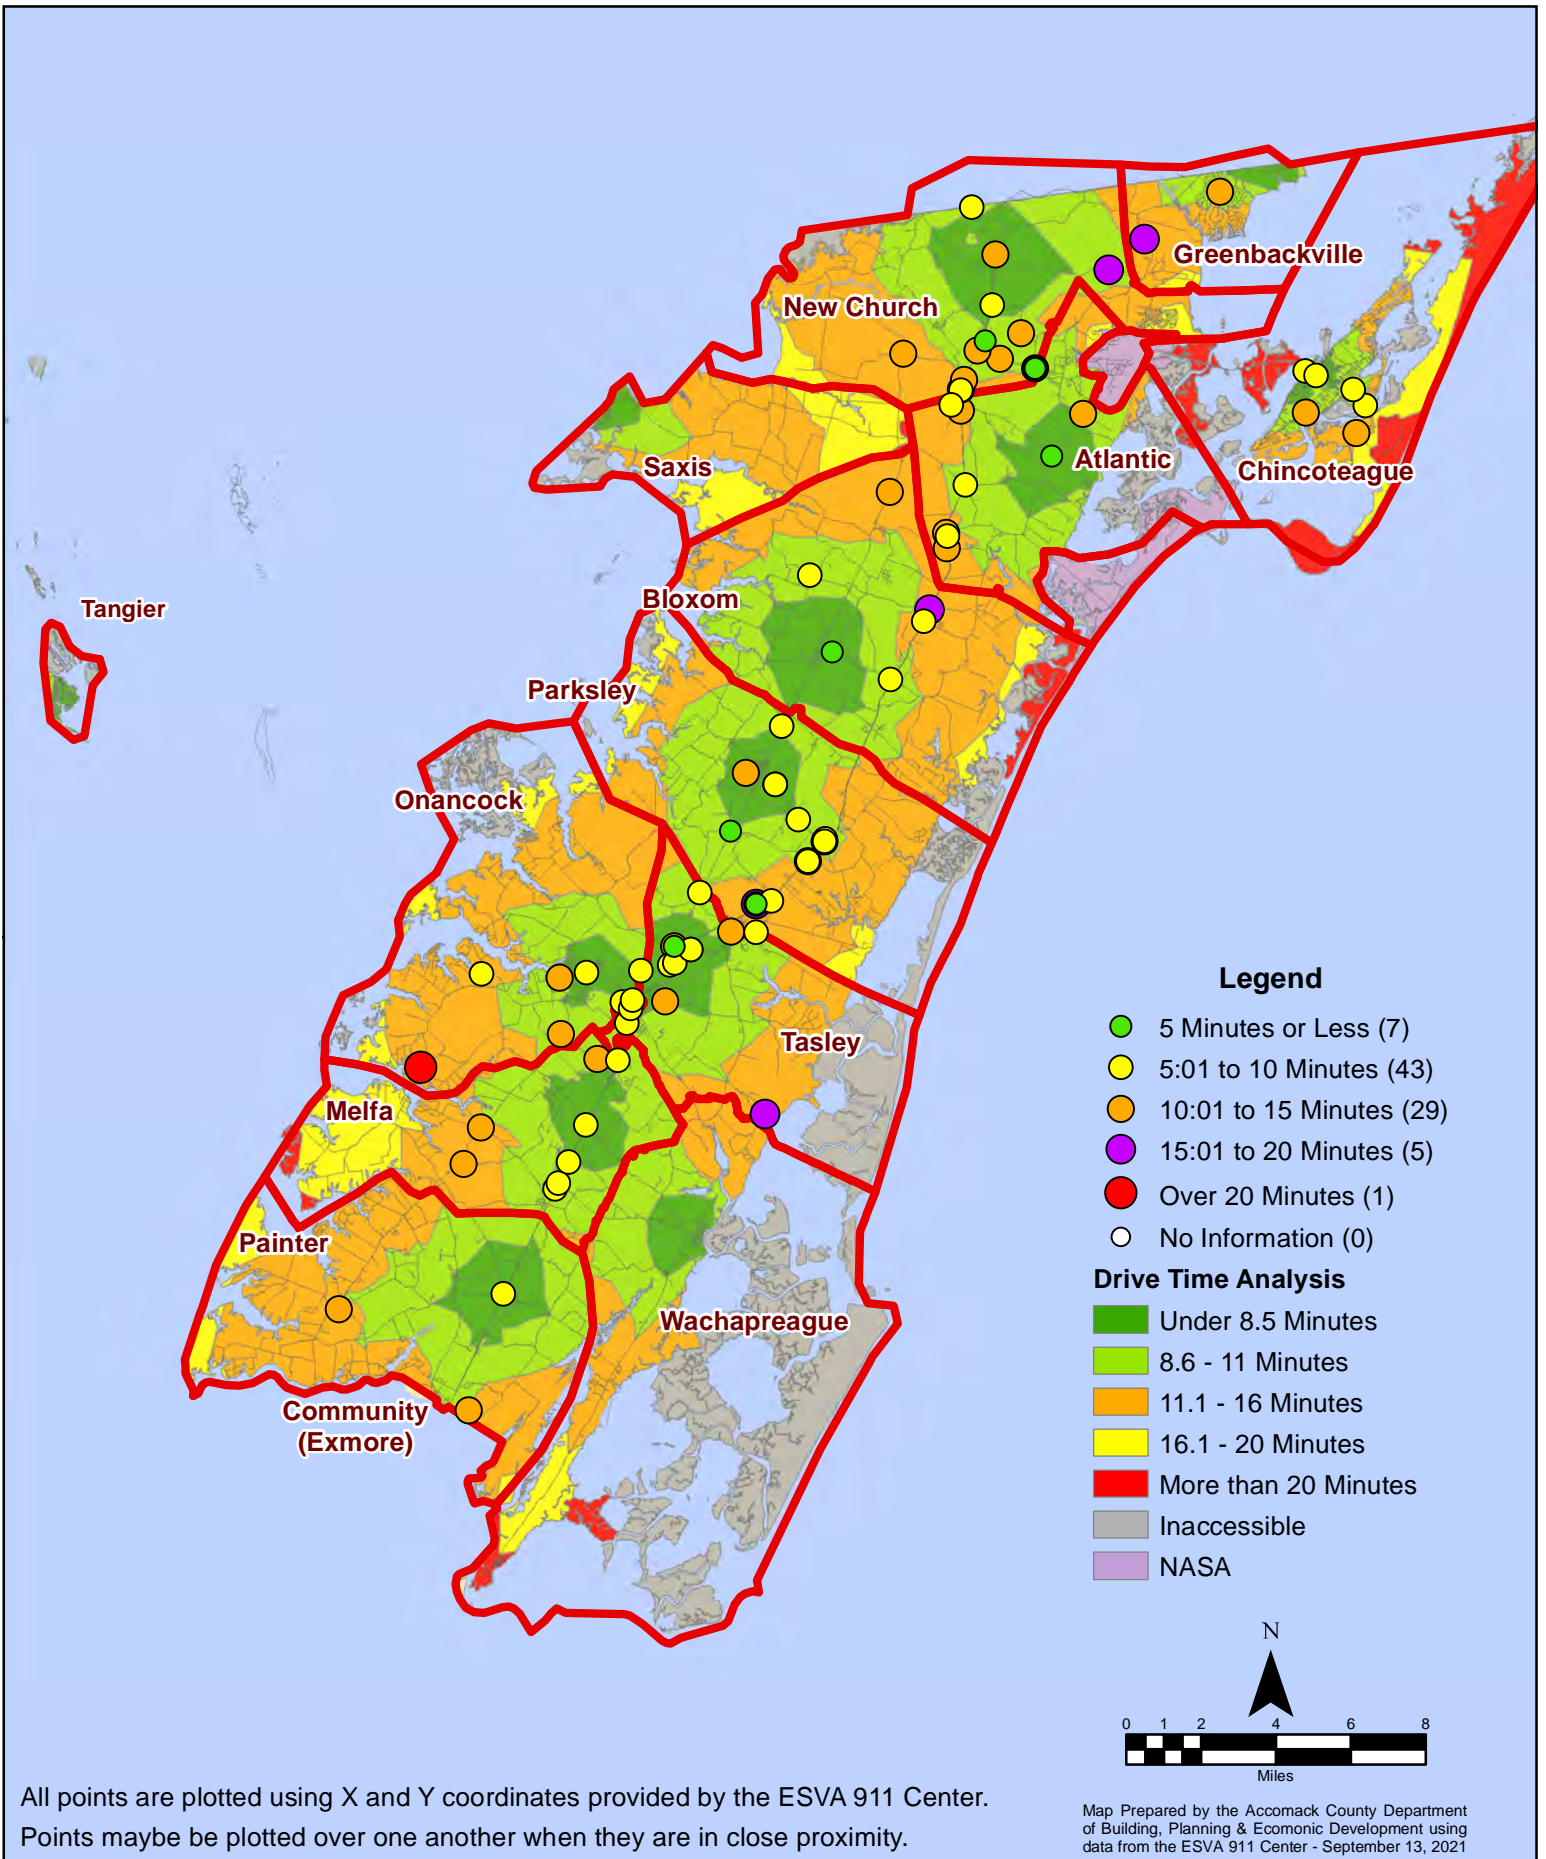 Greenbackville
New Church
Atlantic
Saxis
Chincoteague
Bloxom
Tangier
Parksley
Onancock
Tasley
Melfa
Painter
Wachapreague
Community
(Exmore)
Legend
5 Minutes or Less (7)
5:01 to 10 Minutes (43)
10:01 to 15 Minutes (29)
15:01 to 20 Minutes (5)
Over 20 Minutes (1)
No Information (0)
Drive Time Analysis
Under 8.5 Minutes
8.6 - 11 Minutes
11.1 - 16 Minutes
16.1 - 20 Minutes
More than 20 Minutes
Inaccessible
NASA
N
0 1 2 4 6 8
Miles
All points are plotted using X and Y coordinates provided by the ESVA 911 Center.
Points maybe be plotted over one another when they are in close proximity.
Map Prepared by the Accomack County Department
of Building, Planning & Ecomonic Development using
data from the ESVA 911 Center - September 13, 2021